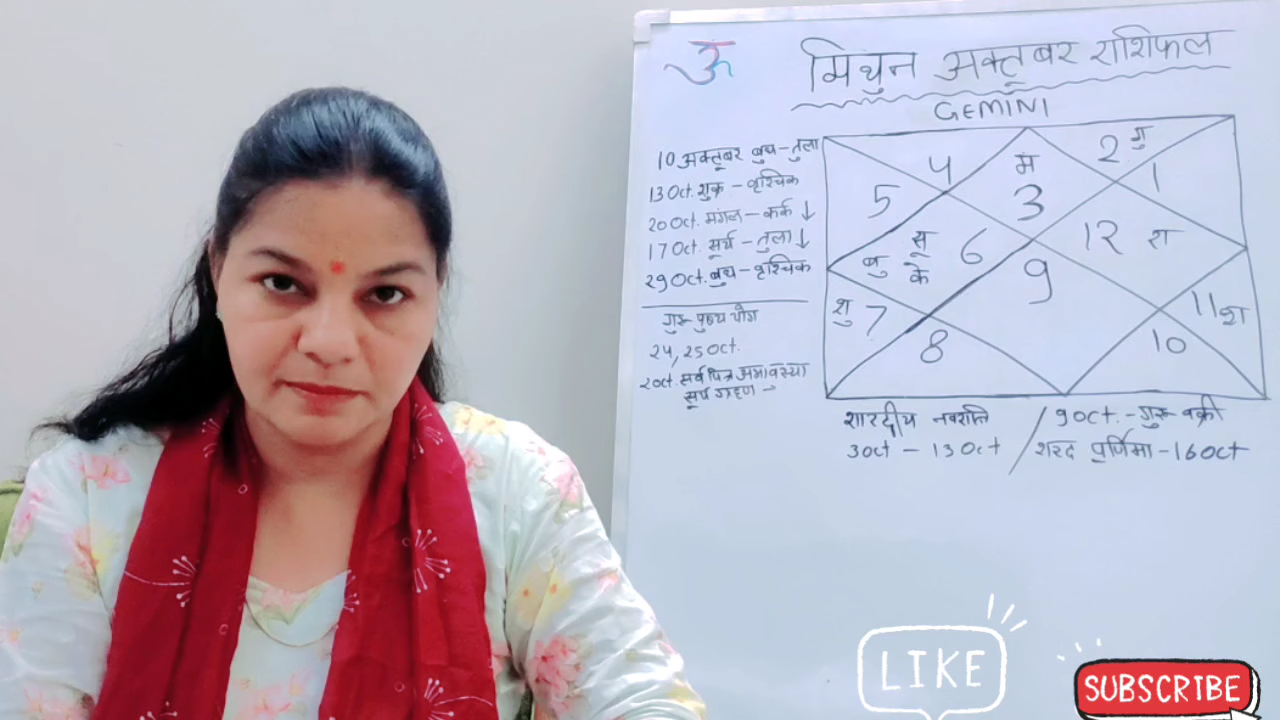 ॐ
मिथुन अक्टूबर राशिफल
GEMINI
10 अक्टूबर बुध - तुला
13 Oct. शुक्र - वृश्चिक
20 Oct. मंगल - कर्क ↓
17 Oct. सूर्य - तुला ↓
29 Oct. बुध - वृश्चिक
गुरू पुष्य योग
24, 25 Oct.
2 oct. सर्व पितृ अमावस्या
सूर्य ग्रहण -
4
मं
3
2 गु
1
5
बु
सू
के
6
12 रा
9
शु 7
8
11 श
10
शारदीय नवरात्रि
3 oct - 13 Oct
9 oct. - गुरू वक्री
शरद पूर्णिमा - 16 Oct
LIKE
SUBSCRIBE